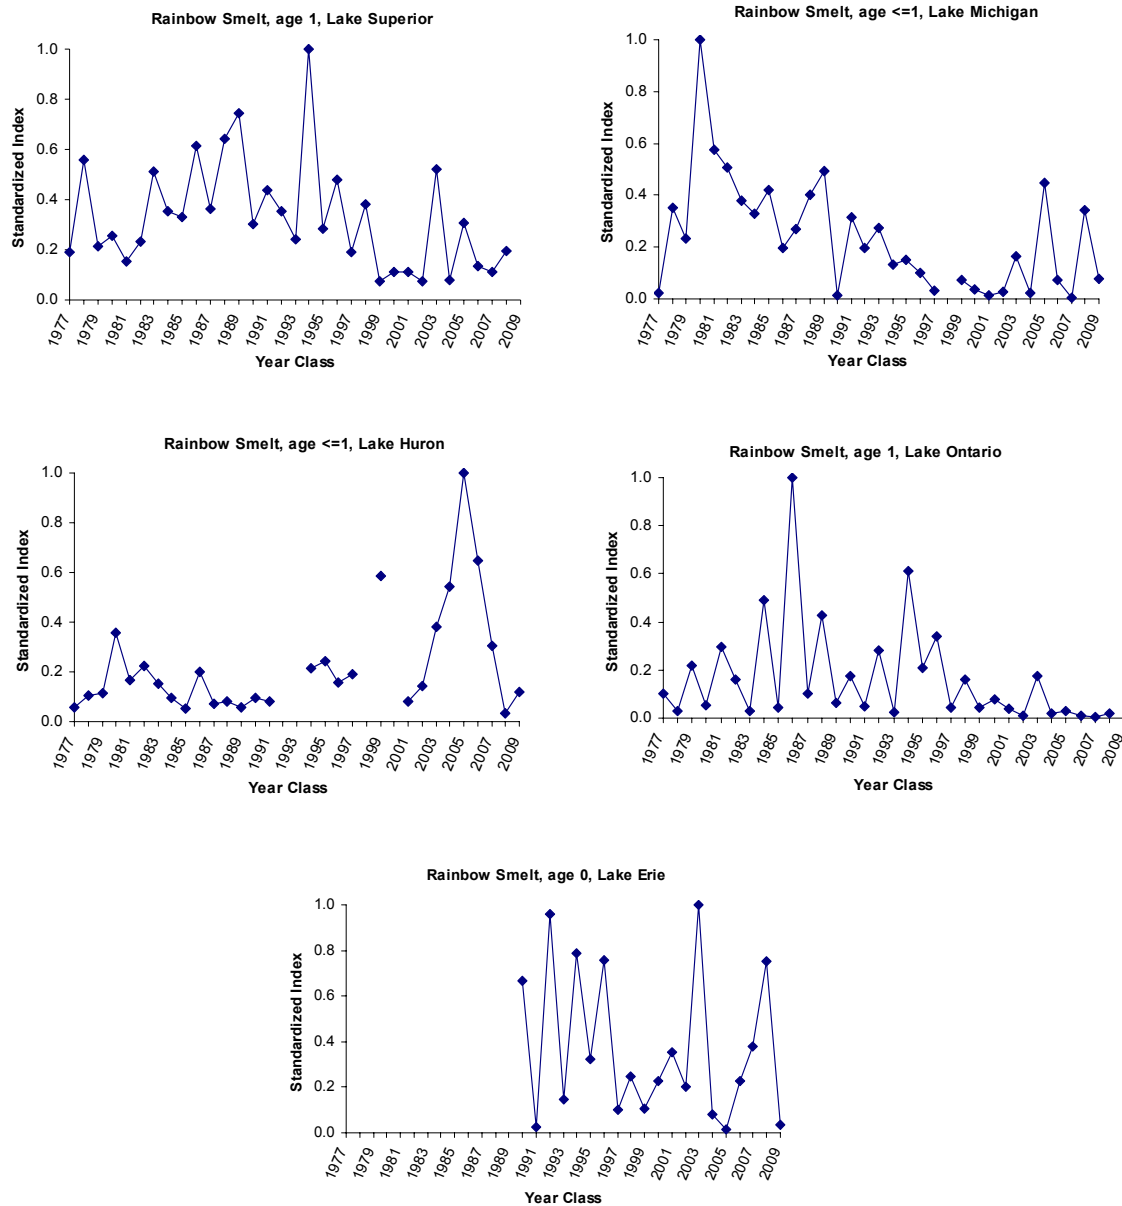 Rainbow Smelt, age 1, Lake Superior
Standardized Index
1.0
0.8
0.6
0.4
0.2
0.0
1977 1979 1981 1983 1985 1987 1989 1991 1993 1995 1997 1999 2001 2003 2005 2007 2009
Year Class
Rainbow Smelt, age <=1, Lake Michigan
Standardized Index
1.0
0.8
0.6
0.4
0.2
0.0
1977 1979 1981 1983 1985 1987 1989 1991 1993 1995 1997 1999 2001 2003 2005 2007 2009
Year Class
Rainbow Smelt, age <=1, Lake Huron
Standardized Index
1.0
0.8
0.6
0.4
0.2
0.0
1977 1979 1981 1983 1985 1987 1989 1991 1993 1995 1997 1999 2001 2003 2005 2007 2009
Year Class
Rainbow Smelt, age 1, Lake Ontario
Standardized Index
1.0
0.8
0.6
0.4
0.2
0.0
1977 1979 1981 1983 1985 1987 1989 1991 1993 1995 1997 1999 2001 2003 2005 2007 2009
Year Class
Rainbow Smelt, age 0, Lake Erie
Standardized Index
1.0
0.8
0.6
0.4
0.2
0.0
1977 1979 1981 1983 1985 1987 1989 1991 1993 1995 1997 1999 2001 2003 2005 2007 2009
Year Class